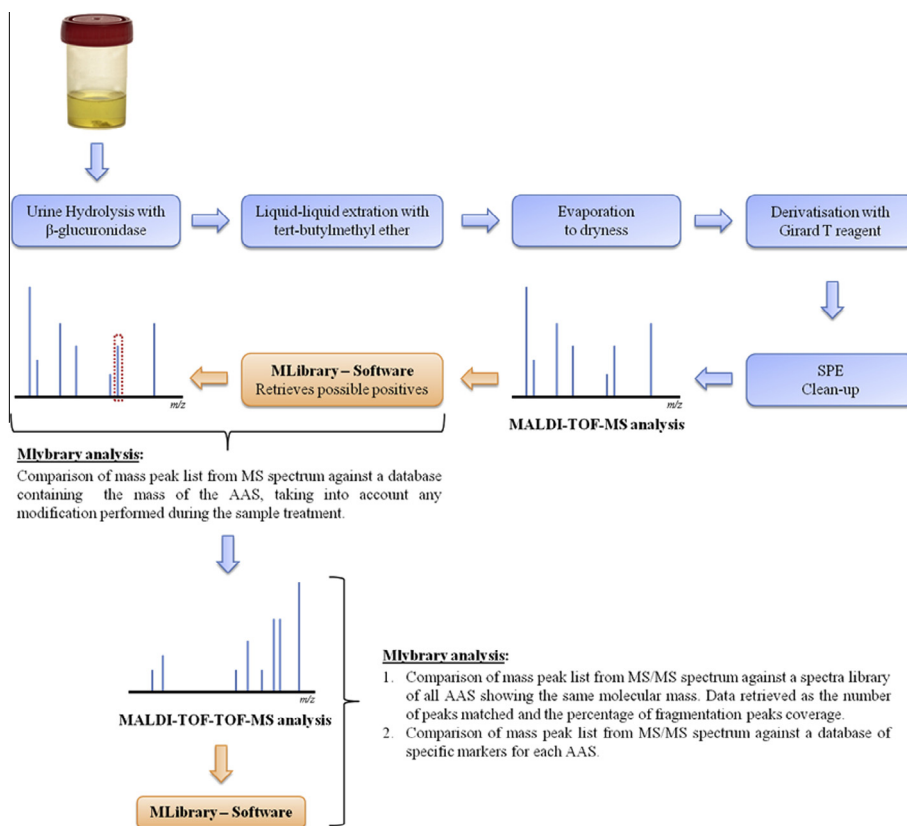 Urine Hydrolysis with
β-glucuronidase
Liquid-liquid extration with
tert-butylmethyl ether
Evaporation
to dryness
Derivatisation with
Girard T reagent
SPE
Clean-up
m/z
MALDI-TOF-MS analysis
MLibrary – Software
Retrieves possible positives
m/z
Mlybrary analysis:
Comparison of mass peak list from MS spectrum against a database
containing the mass of the AAS, taking into account any
modification performed during the sample treatment.
m/z
MALDI-TOF-TOF-MS analysis
MLibrary – Software
Mlybrary analysis:
1. Comparison of mass peak list from MS/MS spectrum against a spectra library
of all AAS showing the same molecular mass. Data retrieved as the number
of peaks matched and the percentage of fragmentation peaks coverage.
2. Comparison of mass peak list from MS/MS spectrum against a database of
specific markers for each AAS.